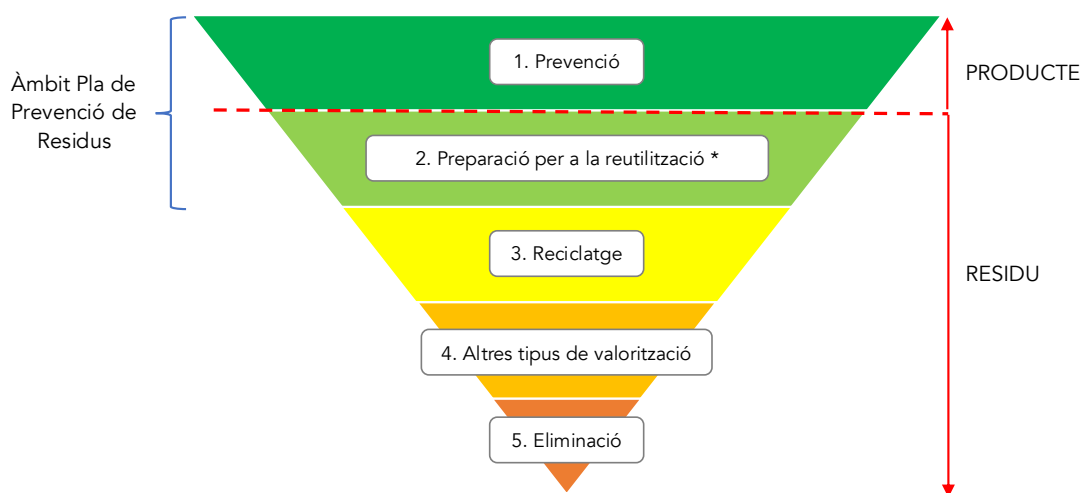 1. Prevenció
PRODUCTE
Àmbit Pla de
Prevenció de
Residus
2. Preparació per a la reutilització *
3. Reciclatge
RESIDU
4. Altres tipus de valorització
5. Eliminació